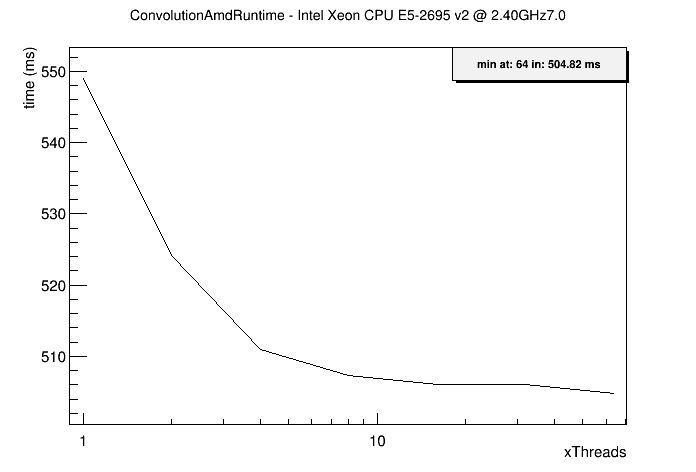 ConvolutionAmdRuntime - Intel Xeon CPU E5-2695 v2 @ 2.40GHz7.0
min at: 64 in: 504.82 ms
time (ms)
550
540
530
520
510
1 10
xThreads